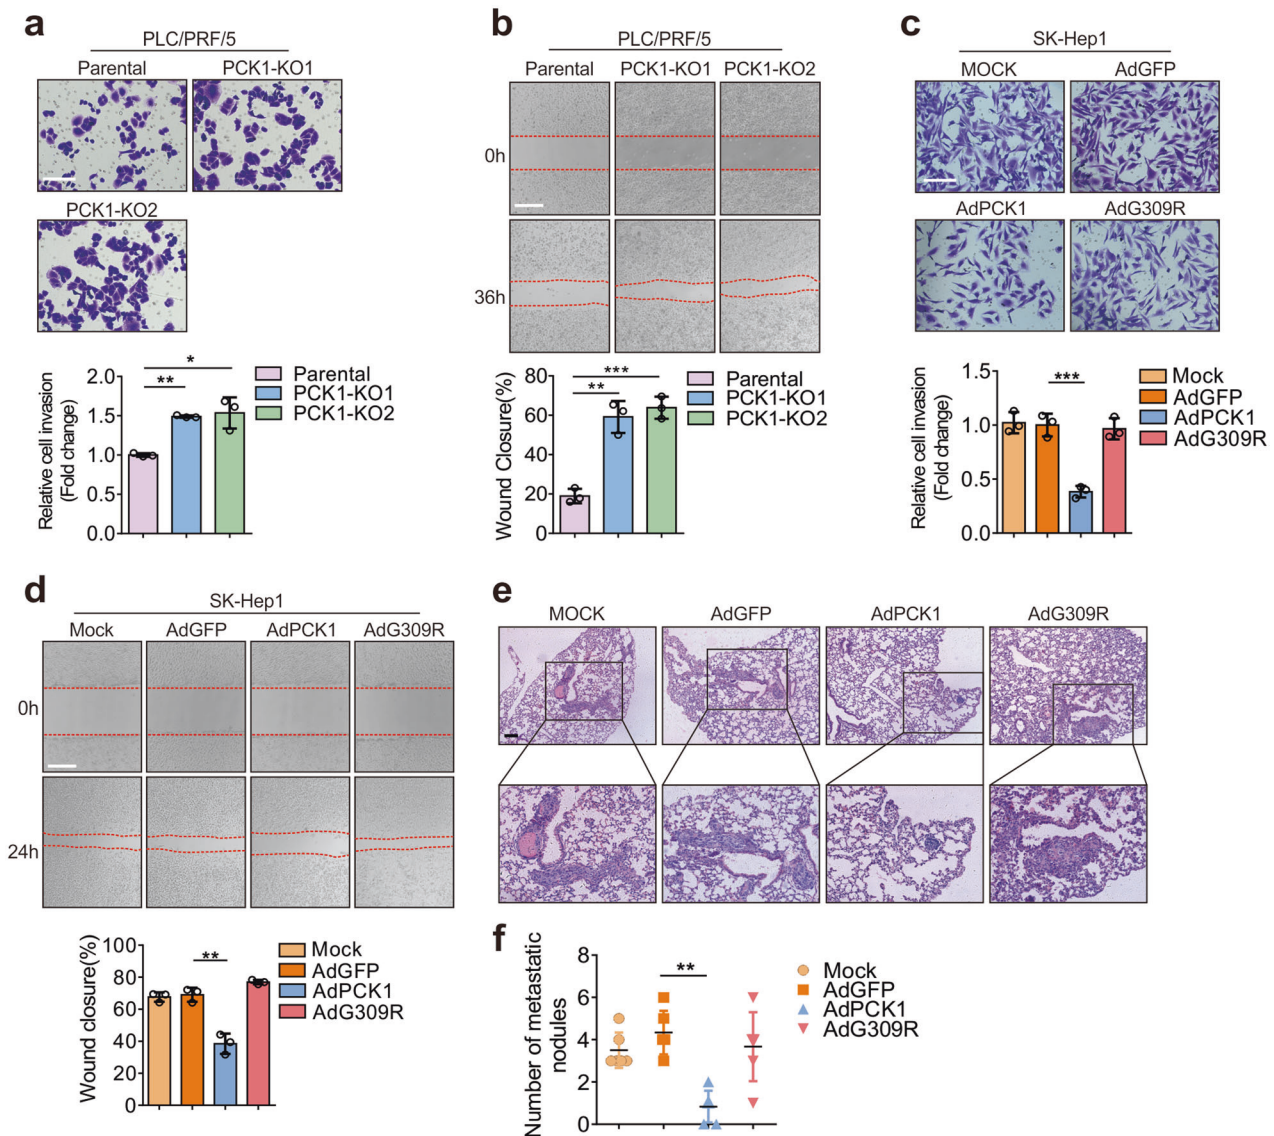 a
PLC/PRF/5
Parental
PCK1-KO1
PCK1-KO2
Relative cell invasion
(Fold change)
2.0
1.5
1.0
0.5
0.0
*
**
Parental
PCK1-KO1
PCK1-KO2
b
PLC/PRF/5
Parental
PCK1-KO1
PCK1-KO2
0h
36h
Wound Closure(%)
80
60
40
20
0
***
**
Parental
PCK1-KO1
PCK1-KO2
c
SK-Hep1
MOCK
AdGFP
AdPCK1
AdG309R
Relative cell invasion
(Fold change)
1.5
1.0
0.5
0.0
***
Mock
AdGFP
AdPCK1
AdG309R
d
SK-Hep1
Mock
AdGFP
AdPCK1
AdG309R
0h
24h
Wound closure(%)
100
80
60
40
20
0
**
Mock
AdGFP
AdPCK1
AdG309R
e
MOCK
AdGFP
AdPCK1
AdG309R
f
Number of metastatic
nodules
8
6
4
2
0
**
Mock
AdGFP
AdPCK1
AdG309R